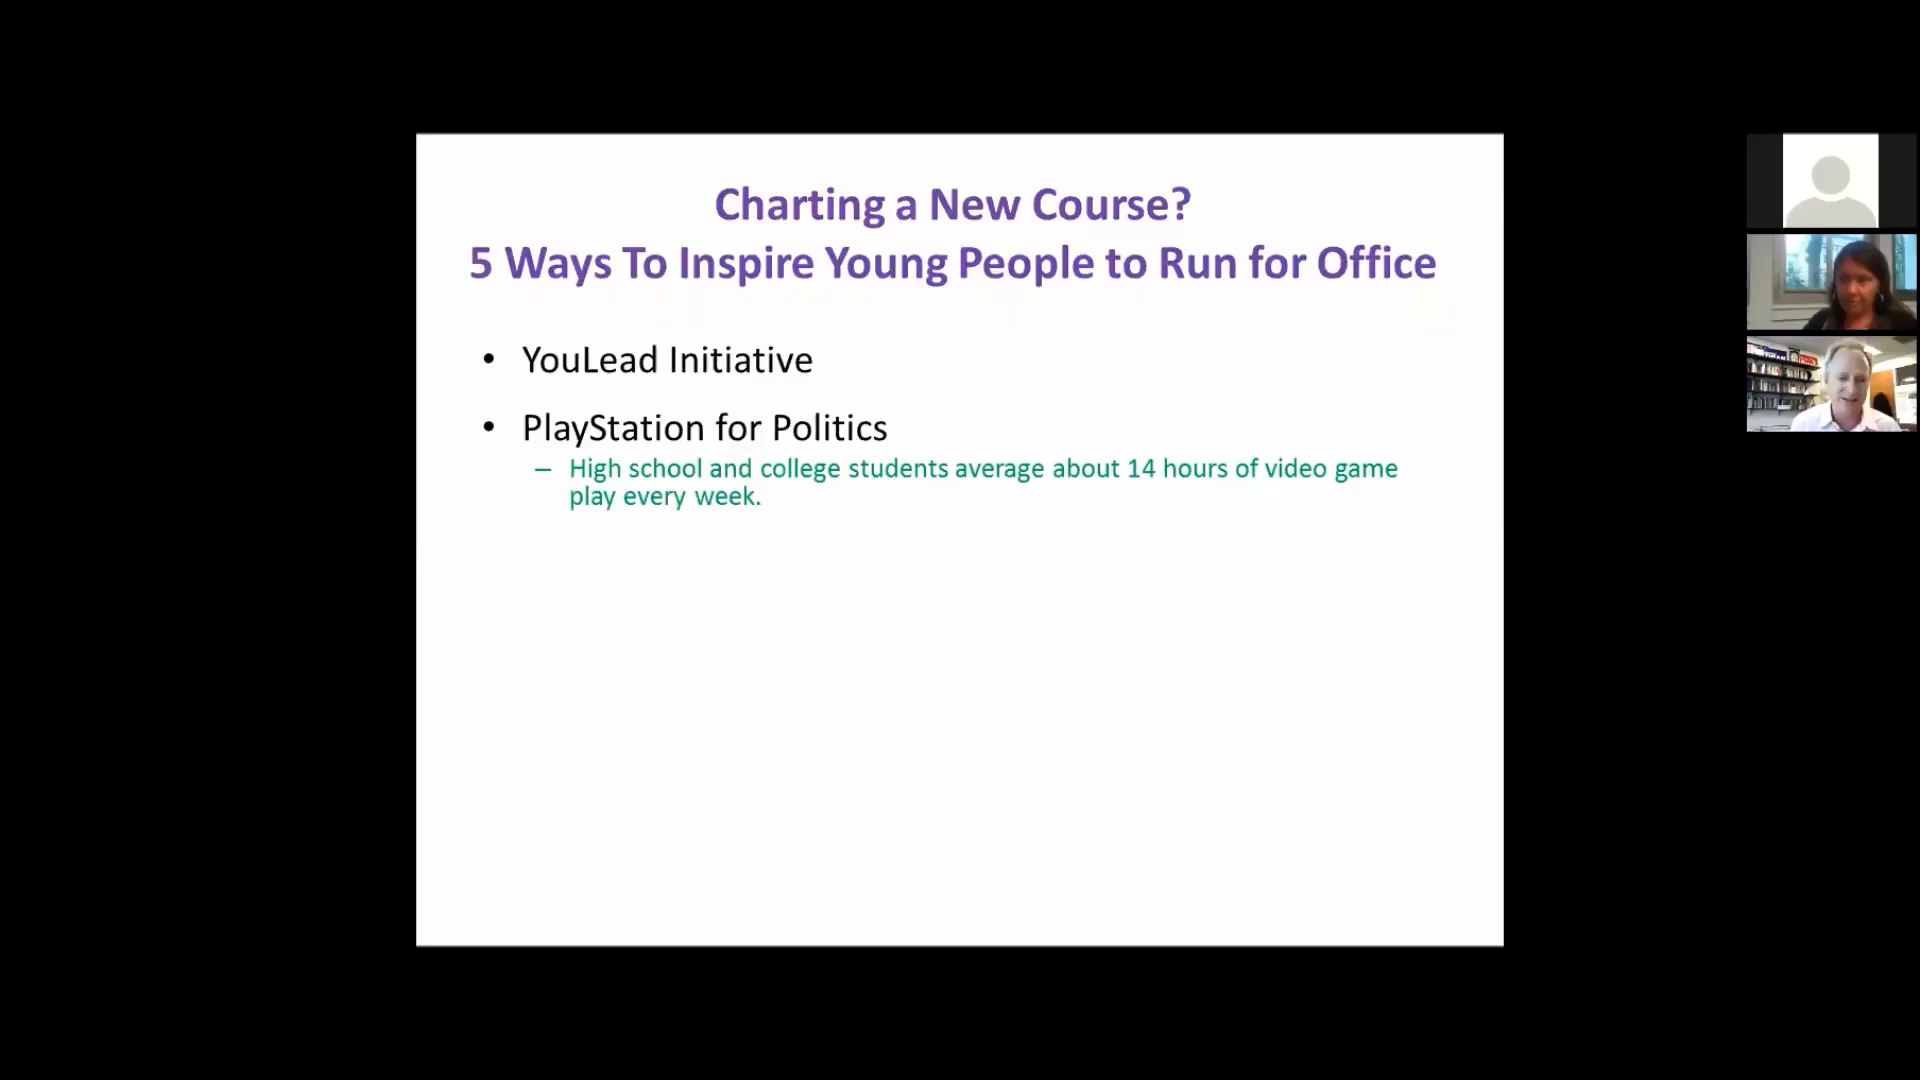 Charting a New Course?
5 Ways To Inspire Young People to Run for Office
• YouLead Initiative
• PlayStation for Politics
– High school and college students average about 14 hours of video game
play every week.